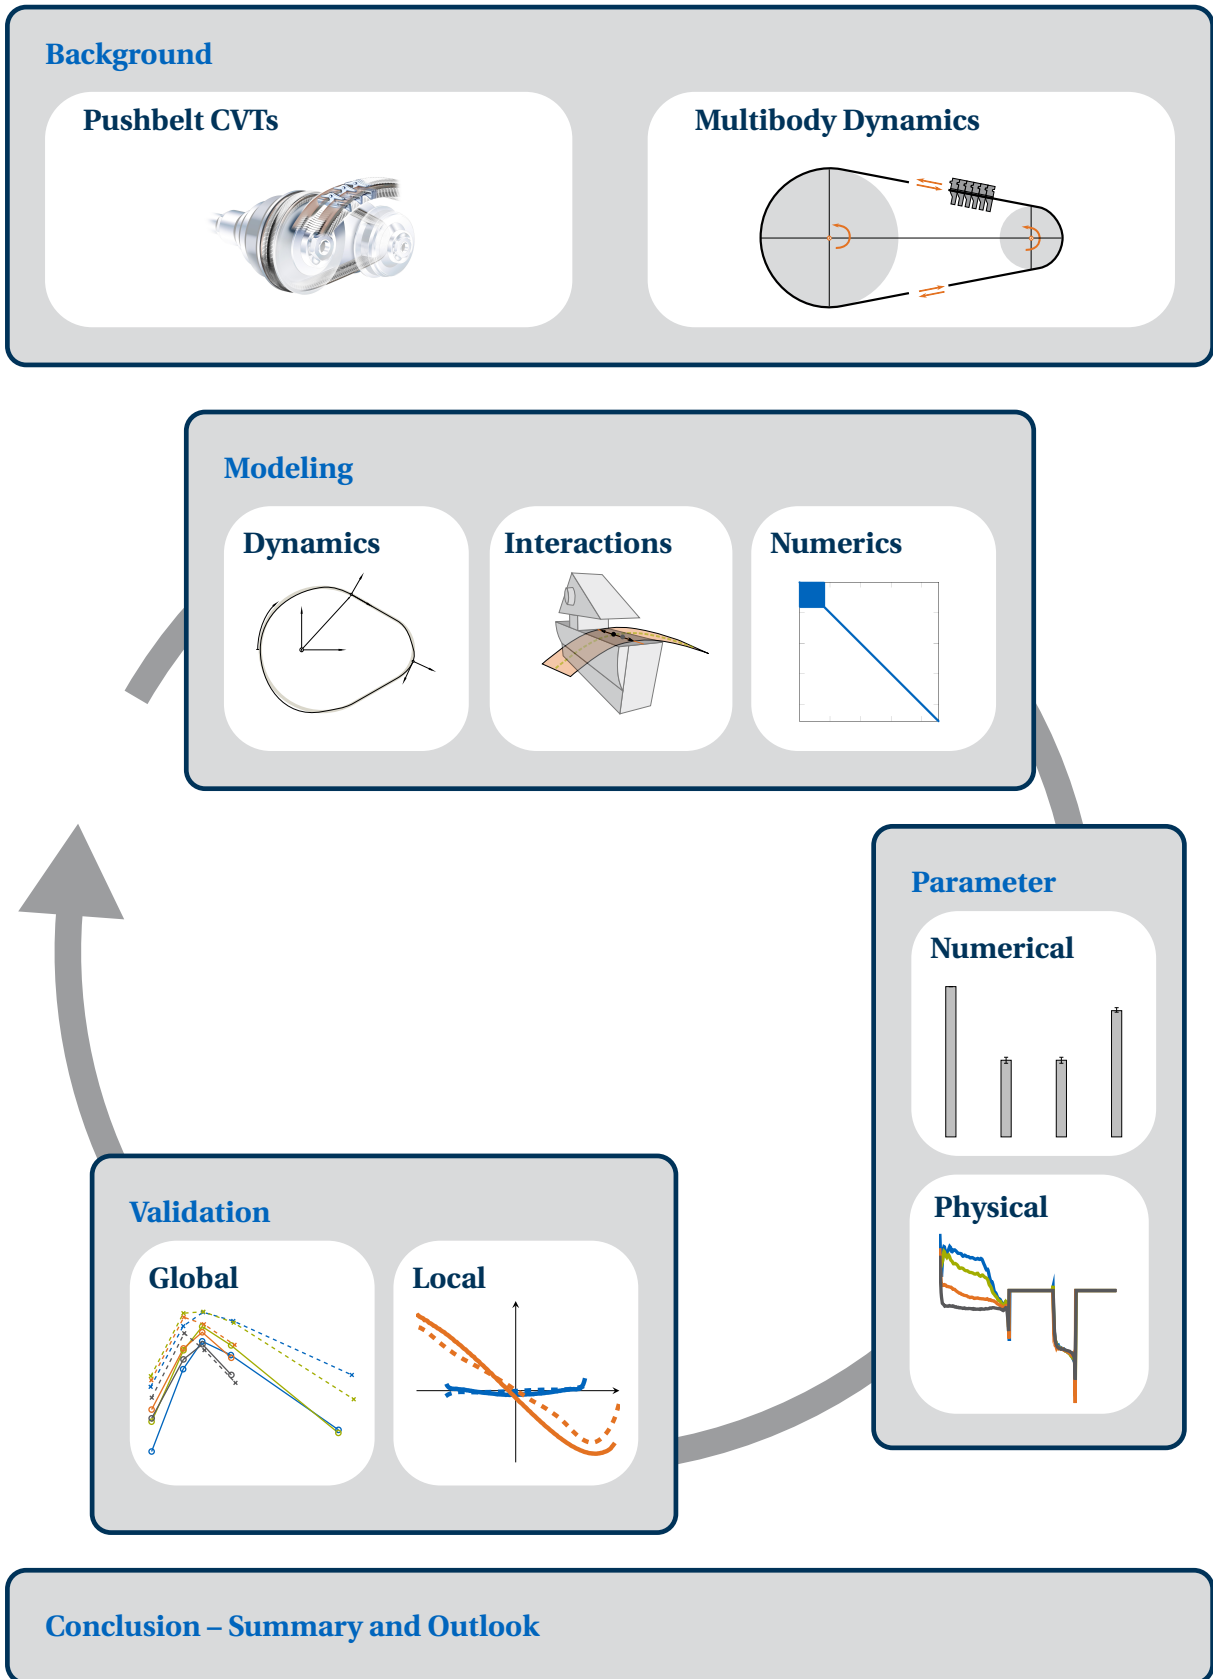 Background
Pushbelt CVTs
Multibody Dynamics
Modeling
Dynamics
Interactions
Numerics
Parameter
Numerical
Physical
Validation
Global
Local
Conclusion – Summary and Outlook